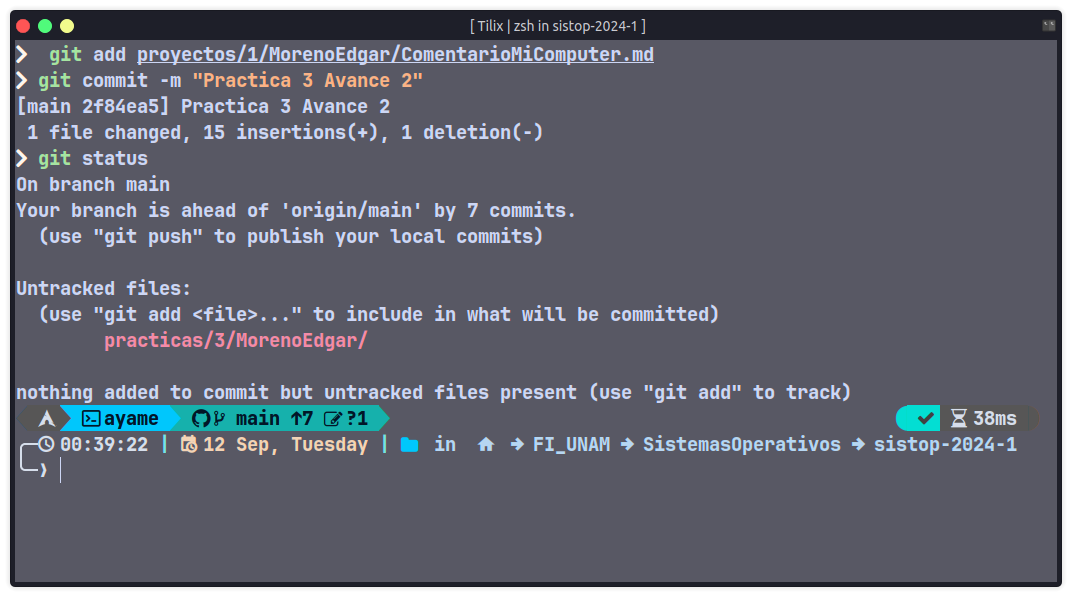 [ Tilix | zsh in sistop-2024-1 ]
❯  git add proyectos/1/MorenoEdgar/ComentarioMiComputer.md
❯ git commit -m "Practica 3 Avance 2"
[main 2f84ea5] Practica 3 Avance 2
 1 file changed, 15 insertions(+), 1 deletion(-)
❯ git status
On branch main
Your branch is ahead of 'origin/main' by 7 commits.
  (use "git push" to publish your local commits)
Untracked files:
  (use "git add <file>..." to include in what will be committed)
        practicas/3/MorenoEdgar/
nothing added to commit but untracked files present (use "git add" to track)
ayame main ↑7 ?1 ✔ 38ms
00:39:22 | 12 Sep, Tuesday | in → FI_UNAM → SistemasOperativos → sistop-2024-1